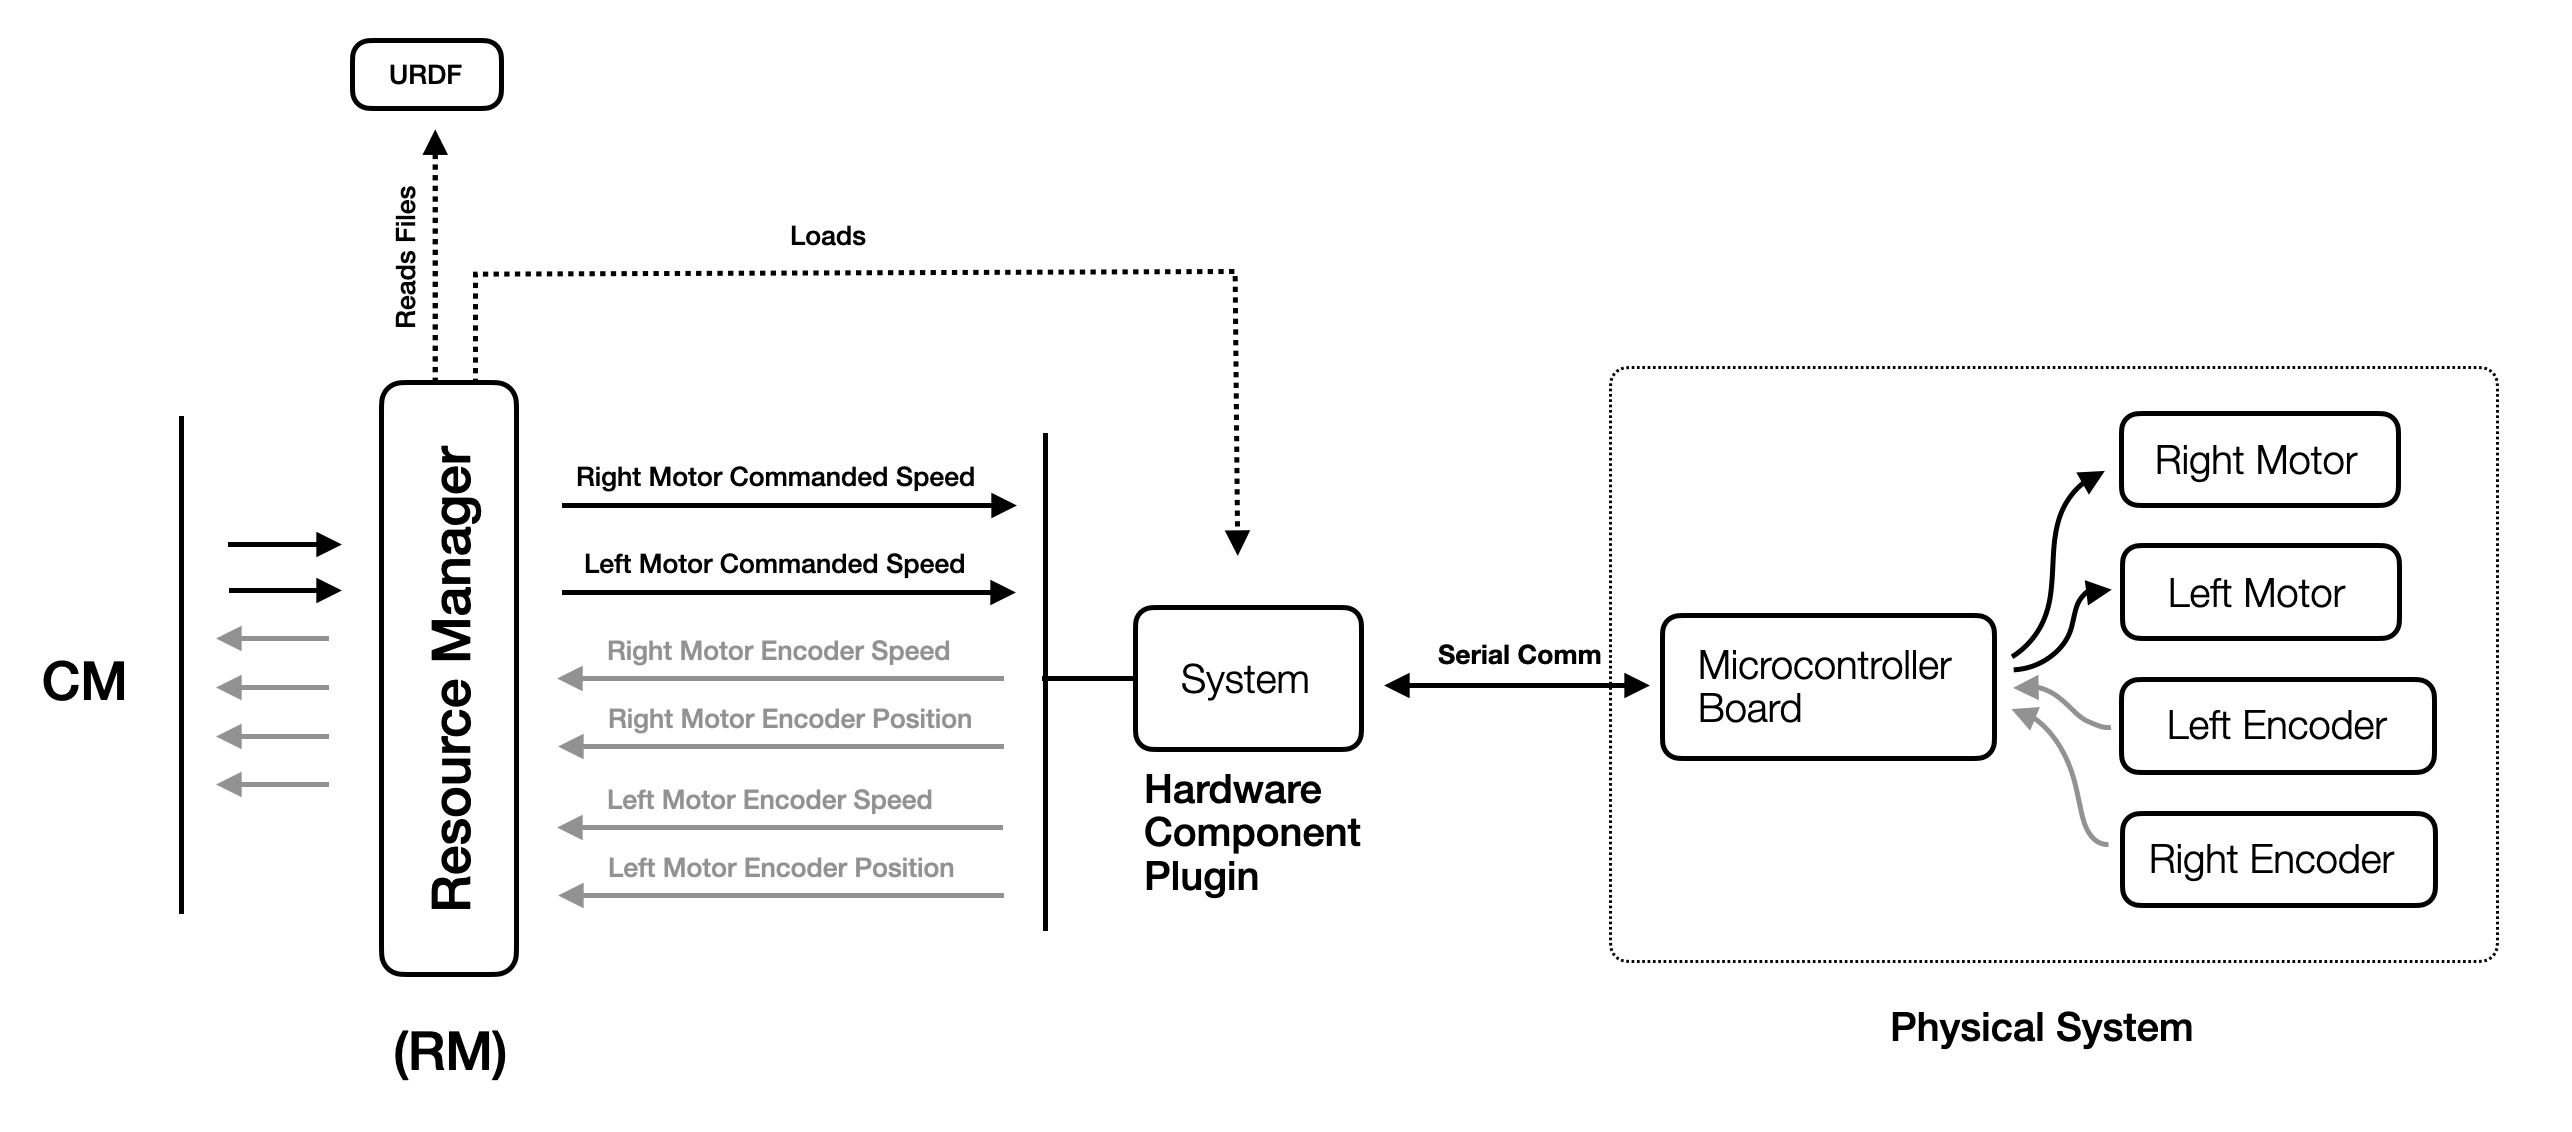 URDF
Reads Files
Loads
CM
Resource Manager
(RM)
Right Motor Commanded Speed
Left Motor Commanded Speed
Right Motor Encoder Speed
Right Motor Encoder Position
Left Motor Encoder Speed
Left Motor Encoder Position
System
Hardware
Component
Plugin
Serial Comm
Microcontroller
Board
Right Motor
Left Motor
Left Encoder
Right Encoder
Physical System